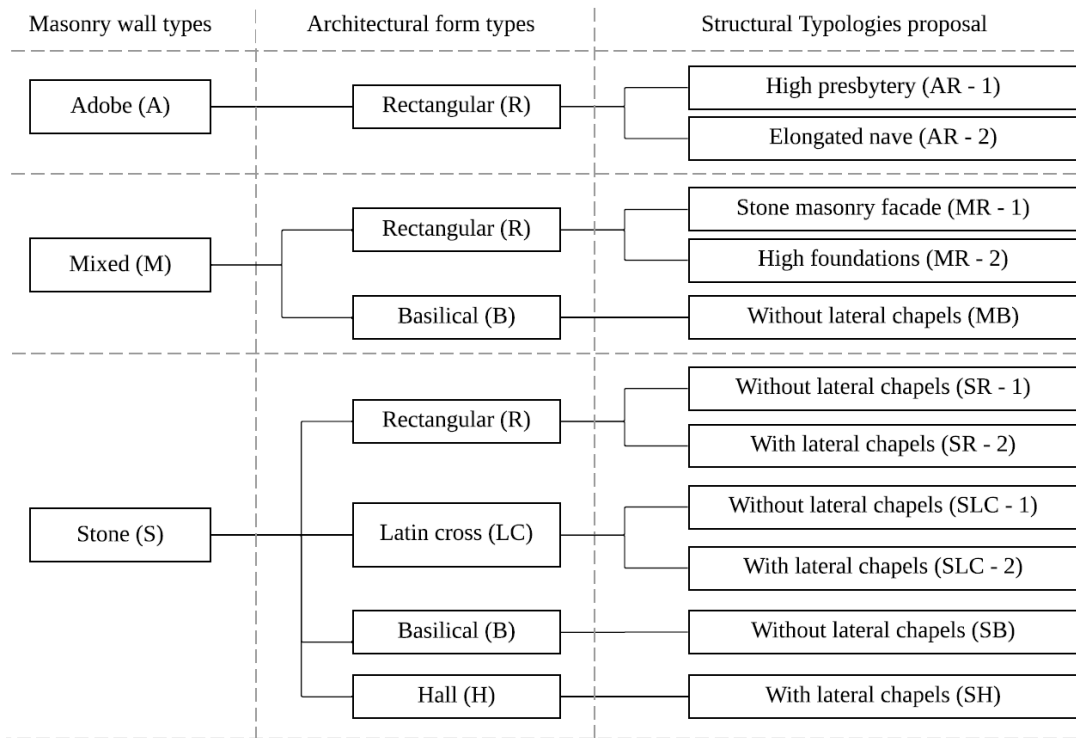 Masonry wall types
Architectural form types
Structural Typologies proposal
Adobe (A)
Rectangular (R)
High presbytery (AR - 1)
Elongated nave (AR - 2)
Mixed (M)
Rectangular (R)
Stone masonry facade (MR - 1)
High foundations (MR - 2)
Basilical (B)
Without lateral chapels (MB)
Stone (S)
Rectangular (R)
Without lateral chapels (SR - 1)
With lateral chapels (SR - 2)
Latin cross (LC)
Without lateral chapels (SLC - 1)
With lateral chapels (SLC - 2)
Basilical (B)
Without lateral chapels (SB)
Hall (H)
With lateral chapels (SH)